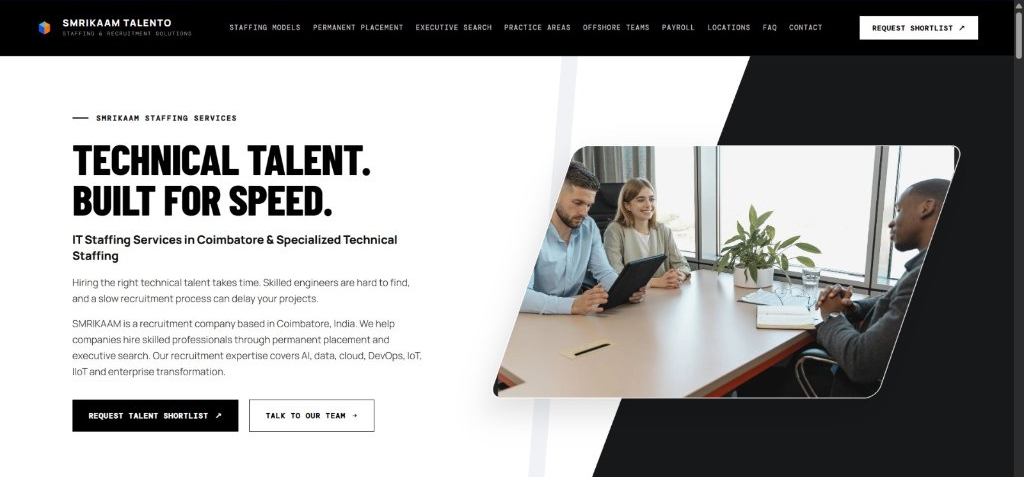 SMRIKAAM TALENTO
STAFFING & RECRUITMENT SOLUTIONS
STAFFING MODELS PERMANENT PLACEMENT EXECUTIVE SEARCH PRACTICE AREAS OFFSHORE TEAMS PAYROLL LOCATIONS FAQ CONTACT
REQUEST SHORTLIST ↗
SMRIKAAM STAFFING SERVICES
TECHNICAL TALENT.
BUILT FOR SPEED.
IT Staffing Services in Coimbatore & Specialized Technical
Staffing
Hiring the right technical talent takes time. Skilled engineers are hard to find,
and a slow recruitment process can delay your projects.
SMRIKAAM is a recruitment company based in Coimbatore, India. We help
companies hire skilled professionals through permanent placement and
executive search. Our recruitment expertise covers AI, data, cloud, DevOps, IoT,
IIoT and enterprise transformation.
REQUEST TALENT SHORTLIST ↗
TALK TO OUR TEAM →